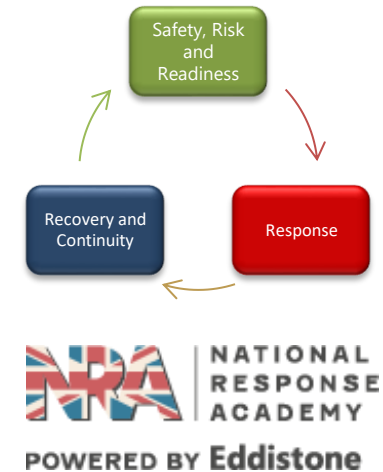 Safety, Risk
and
Readiness
Recovery and
Continuity
Response
NRA
NATIONAL
RESPONSE
ACADEMY
POWERED BY Eddistone